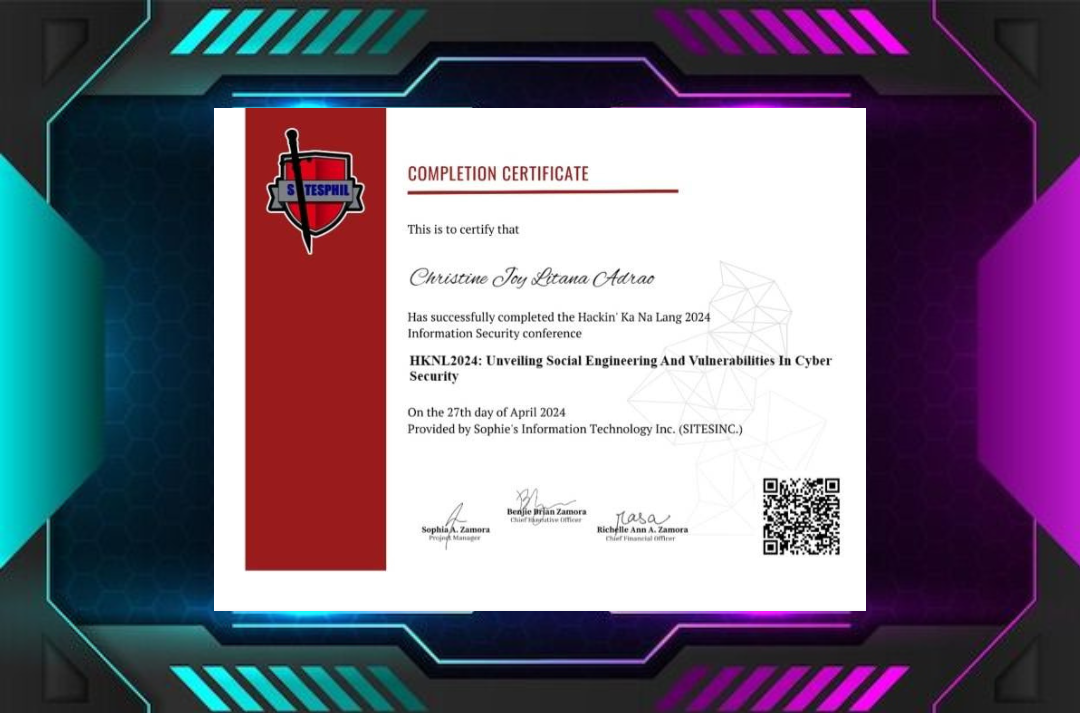 SITESPHIL
COMPLETION CERTIFICATE
This is to certify that
Christine Joy Litana Adrao
Has successfully completed the Hackin' Ka Na Lang 2024
Information Security conference
HKNL2024: Unveiling Social Engineering And Vulnerabilities In Cyber
Security
On the 27th day of April 2024
Provided by Sophie's Information Technology Inc. (SITESINC.)
Sophia A. Zamora
Project Manager
Benjie Brian Zamora
Chief Executive Officer
Richelle Ann A. Zamora
Chief Financial Officer